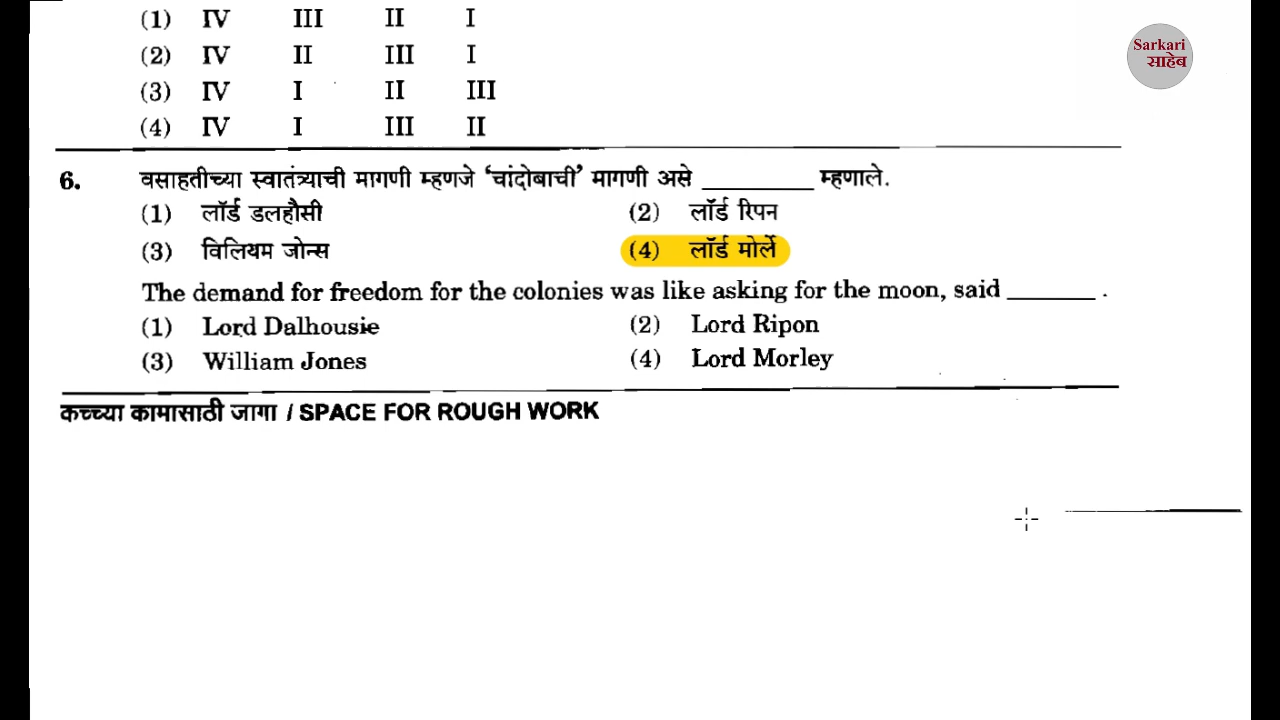 (1) IV III II I
Sarkari
साहेब
(2) IV II III I
(3) IV I II III
(4) IV I III II
6. वसाहतीच्या स्वातंत्र्याची मागणी म्हणजे ‘चांदोबाची’ मागणी असे ________ म्हणाले.
(1) लॉर्ड डलहौसी (2) लॉर्ड रिपन
(3) विलियम जोन्स (4) लॉर्ड मोर्ले
The demand for freedom for the colonies was like asking for the moon, said ________ .
(1) Lord Dalhousie (2) Lord Ripon
(3) William Jones (4) Lord Morley
कच्च्या कामासाठी जागा / SPACE FOR ROUGH WORK